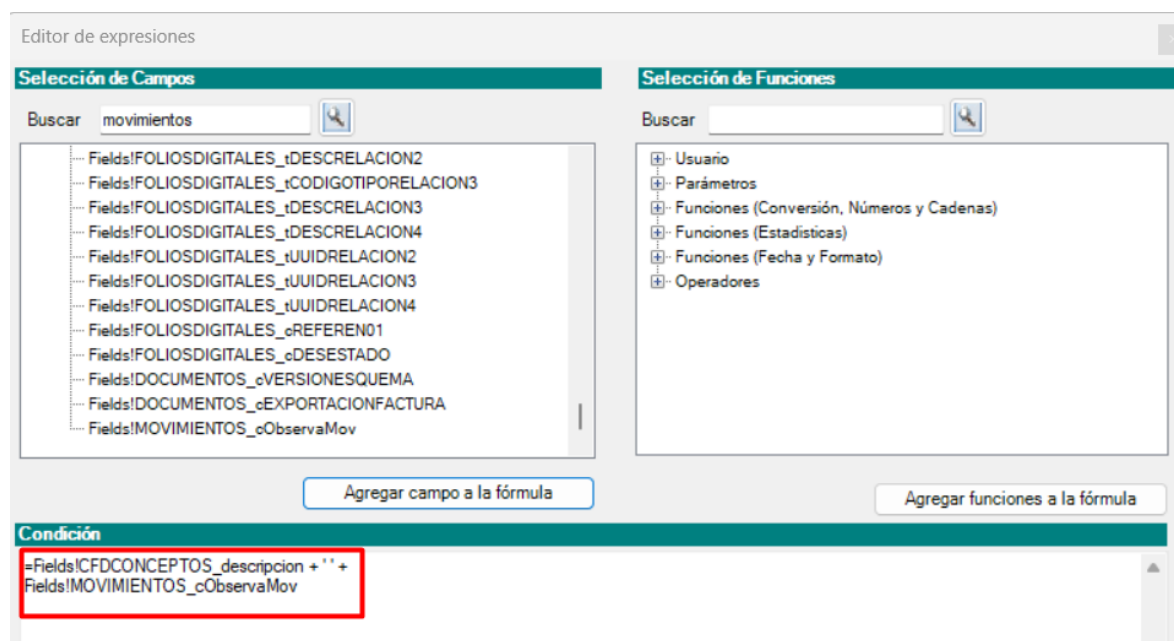 Editor de expresiones
Selección de Campos
Buscar movimientos
Fields!FOLIOSDIGITALES_tDESCRELACION2
Fields!FOLIOSDIGITALES_tCODIGOTIPORELACION3
Fields!FOLIOSDIGITALES_tDESCRELACION3
Fields!FOLIOSDIGITALES_tDESCRELACION4
Fields!FOLIOSDIGITALES_tUUIDRELACION2
Fields!FOLIOSDIGITALES_tUUIDRELACION3
Fields!FOLIOSDIGITALES_tUUIDRELACION4
Fields!FOLIOSDIGITALES_cREFEREN01
Fields!FOLIOSDIGITALES_cDESESTADO
Fields!DOCUMENTOS_cVERSIONESQUEMA
Fields!DOCUMENTOS_cEXPORTACIONFACTURA
Fields!MOVIMIENTOS_cObservaMov
Agregar campo a la fórmula
Selección de Funciones
Buscar
Usuario
Parámetros
Funciones (Conversión, Números y Cadenas)
Funciones (Estadisticas)
Funciones (Fecha y Formato)
Operadores
Agregar funciones a la fórmula
Condición
=Fields!CFDCONCEPTOS_descripcion + ' ' +
Fields!MOVIMIENTOS_cObservaMov